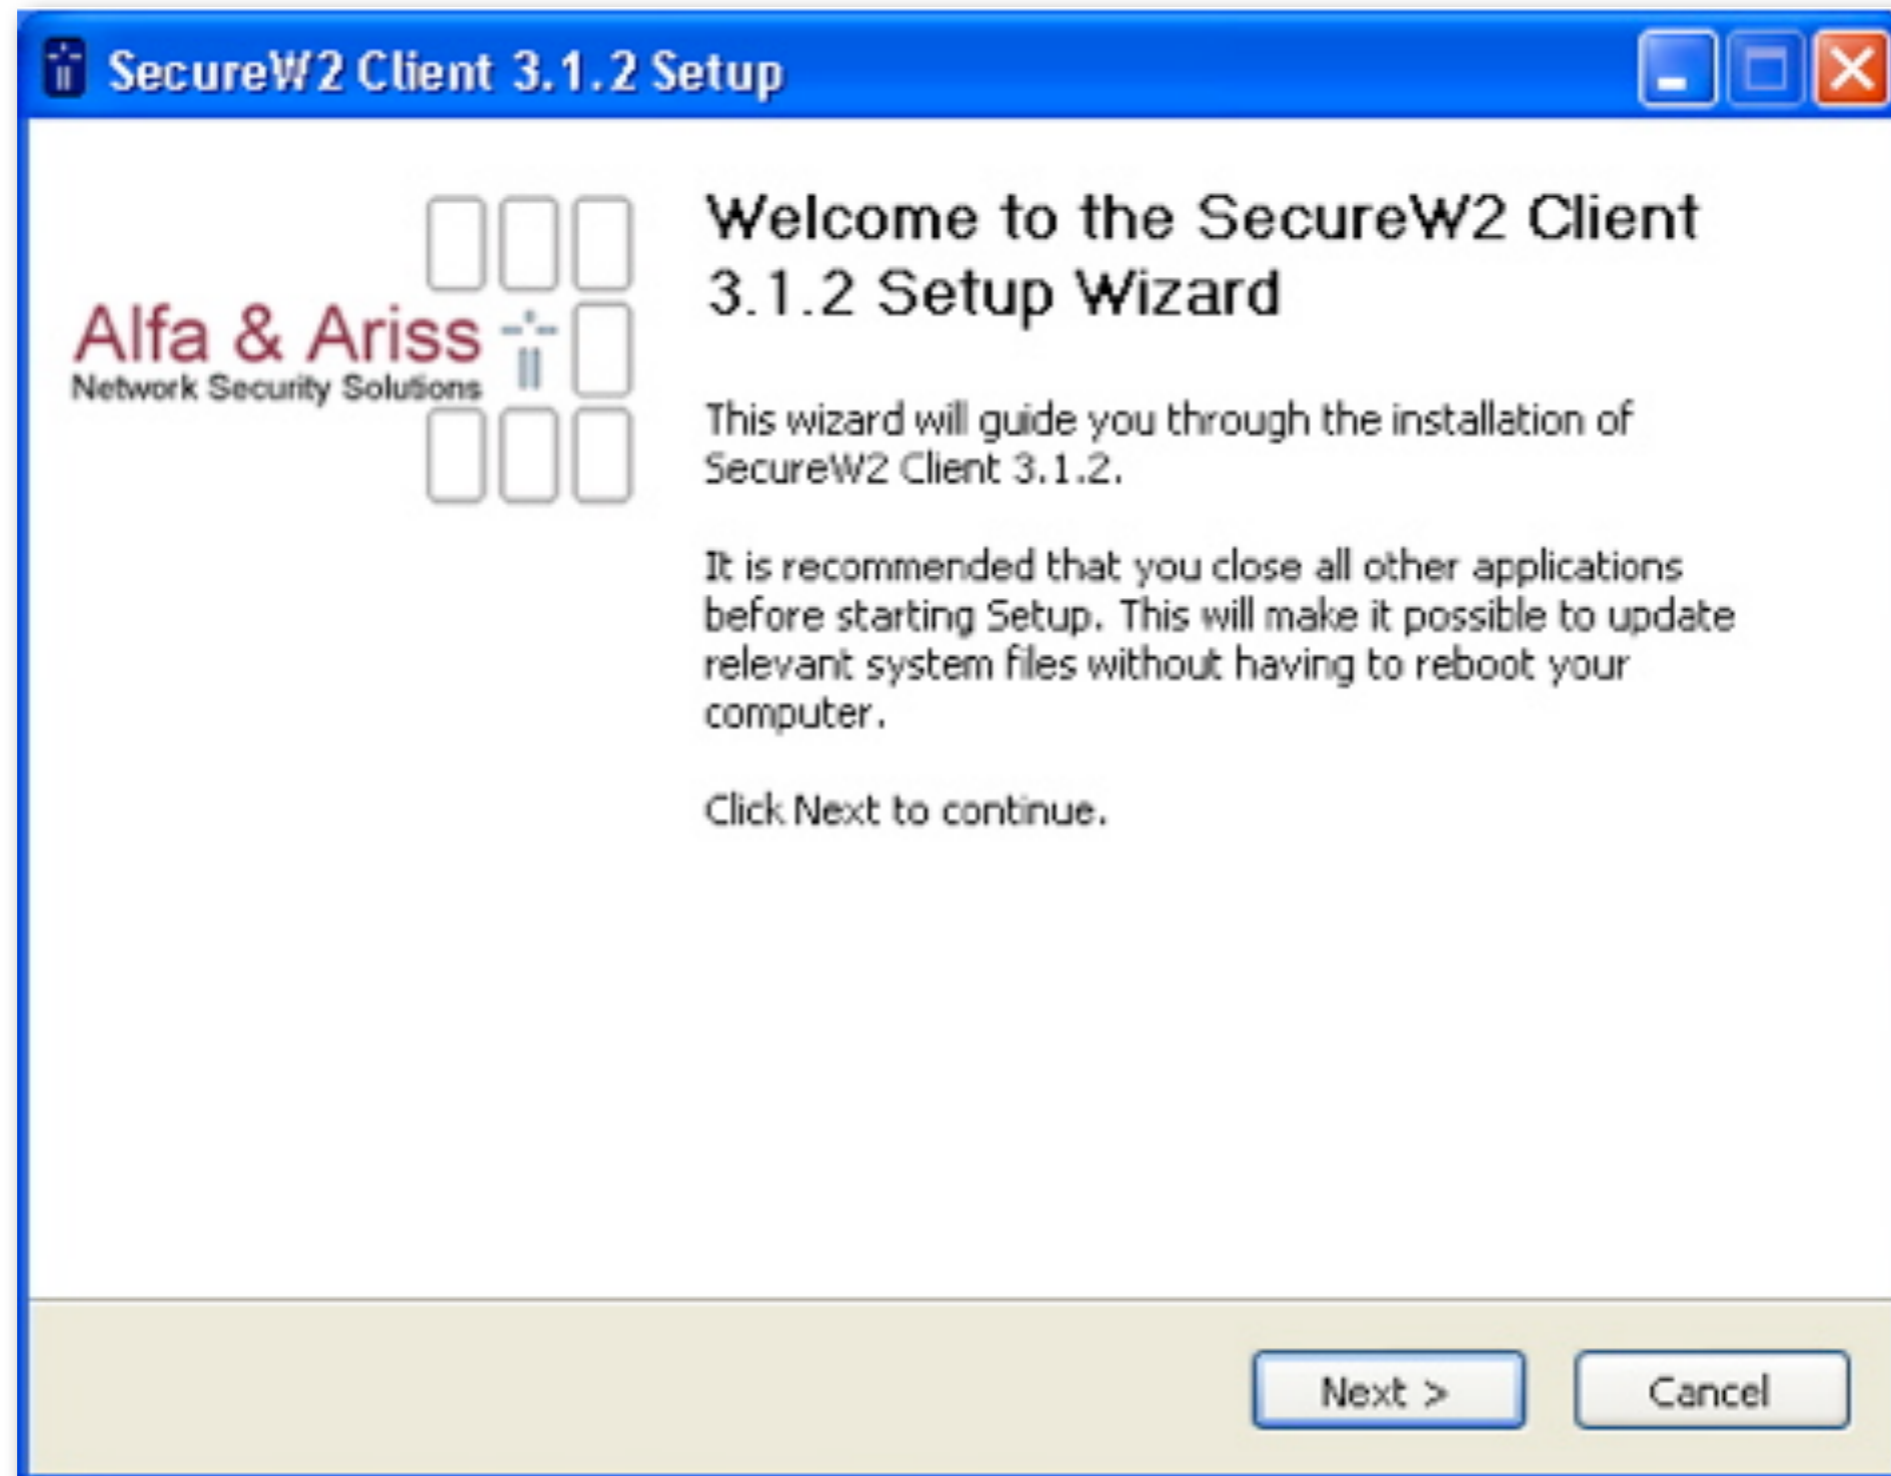 SecureW2 Client 3.1.2 Setup
Alfa & Ariss
Network Security Solutions
Welcome to the SecureW2 Client
3.1.2 Setup Wizard
This wizard will guide you through the installation of
SecureW2 Client 3.1.2.
It is recommended that you close all other applications
before starting Setup. This will make it possible to update
relevant system files without having to reboot your
computer.
Click Next to continue.
Next >
Cancel